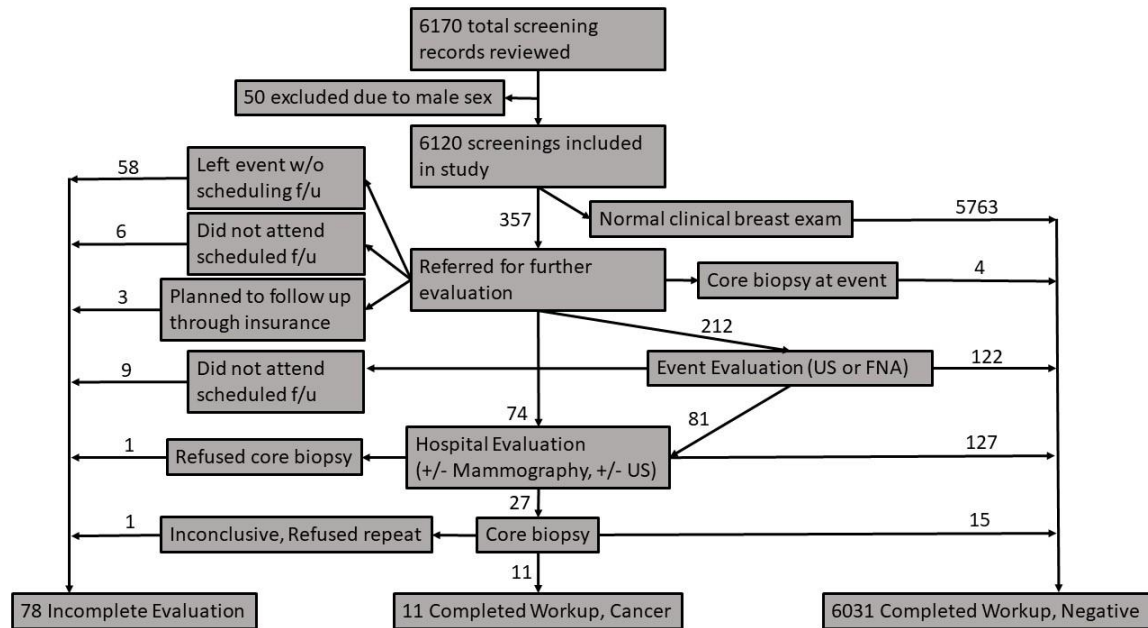 6170 total screening
records reviewed
50 excluded due to male sex
6120 screenings included
in study
58
Left event w/o
scheduling f/u
357
Normal clinical breast exam
5763
6
Did not attend
scheduled f/u
Referred for further
evaluation
Core biopsy at event
4
3
Planned to follow up
through insurance
212
9
Did not attend
scheduled f/u
Event Evaluation (US or FNA)
122
74
81
1
Refused core biopsy
Hospital Evaluation
(+/- Mammography, +/- US)
127
27
1
Inconclusive, Refused repeat
Core biopsy
15
11
78 Incomplete Evaluation
11 Completed Workup, Cancer
6031 Completed Workup, Negative